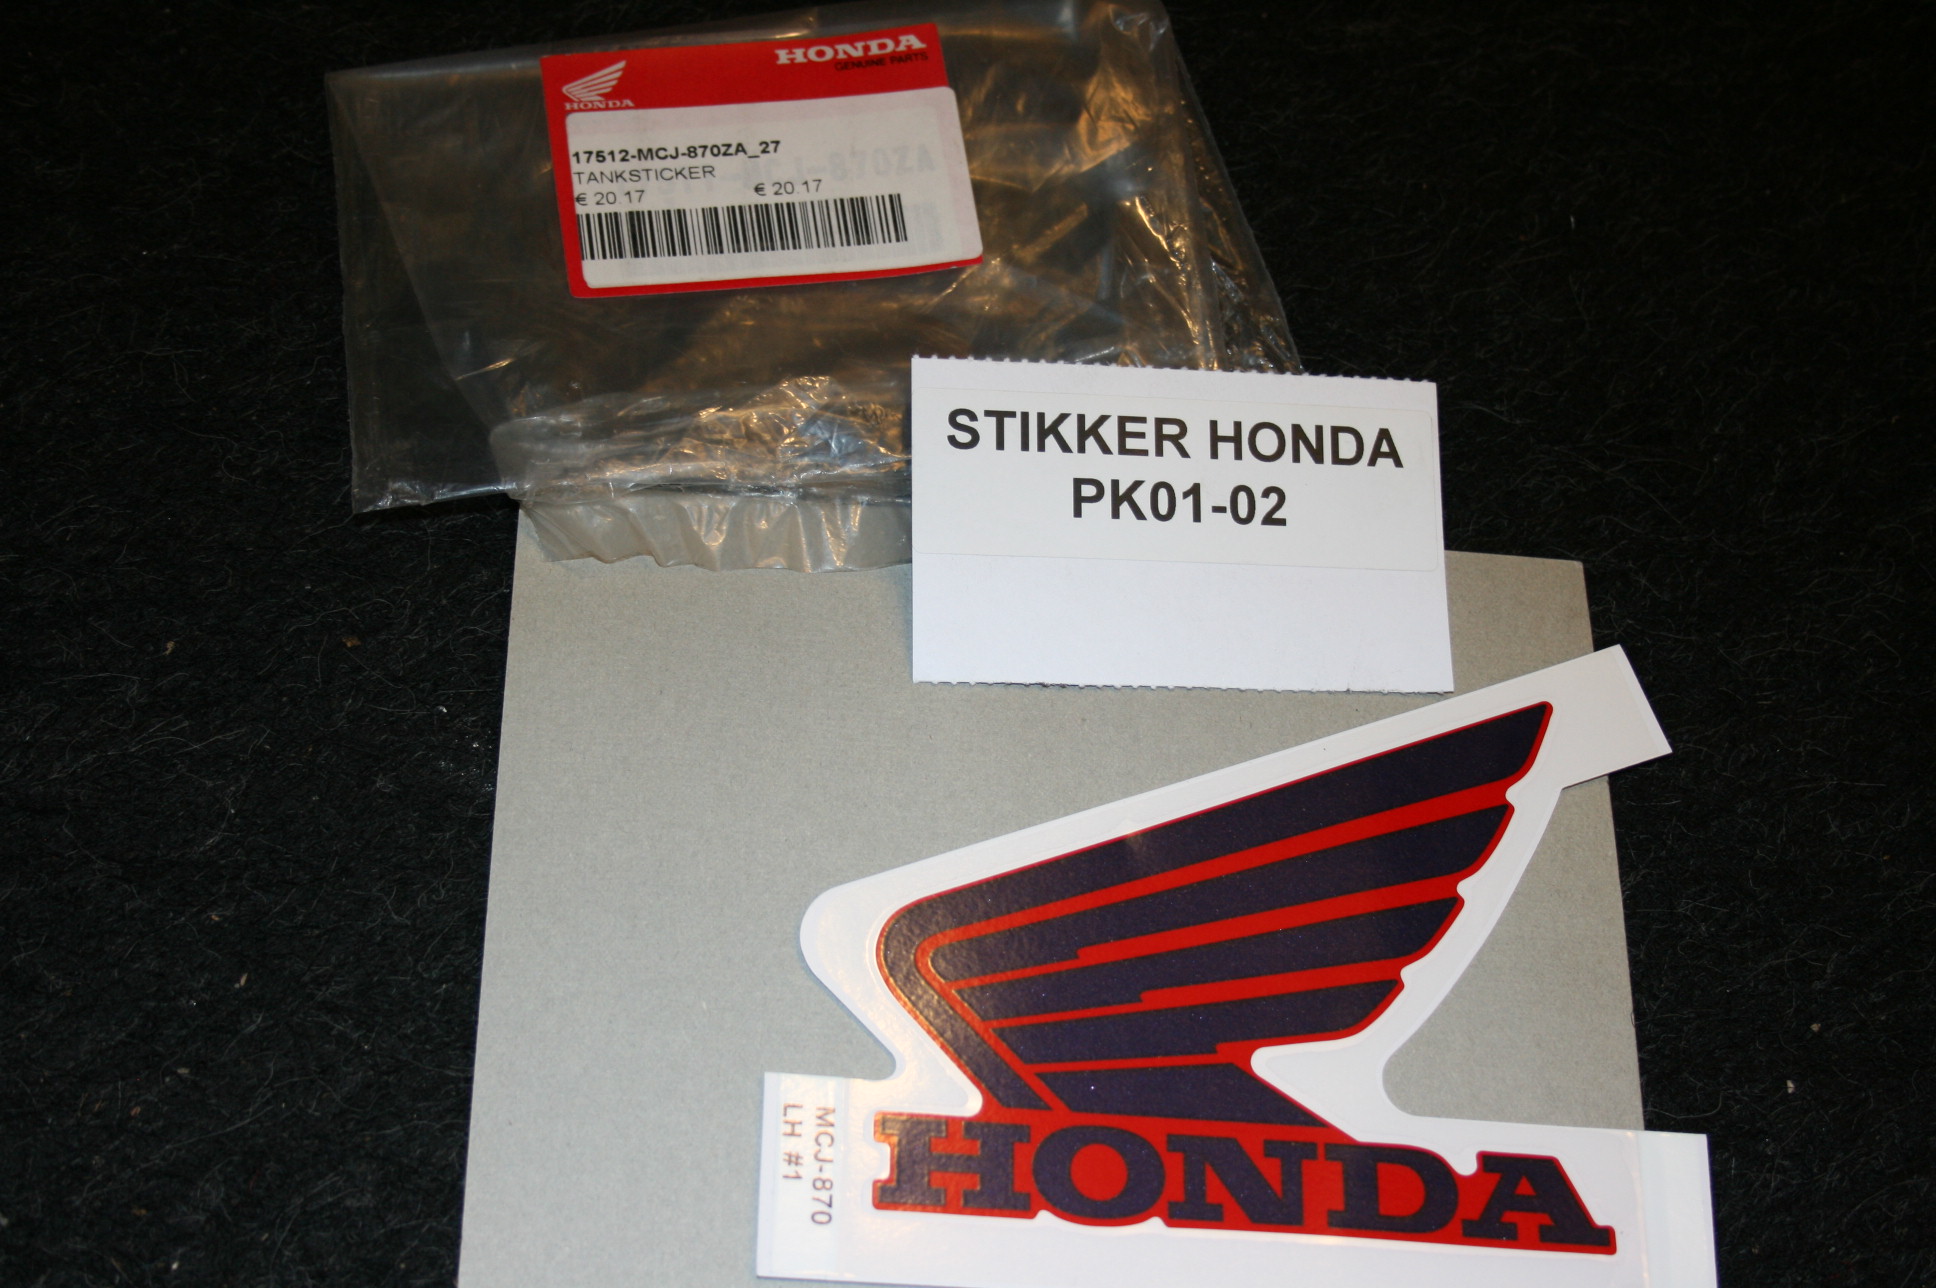 HONDA
GENUINE PARTS
HONDA
17512-MCJ-870ZA_27
TANKSTICKER
€ 20.17 € 20.17
STIKKER HONDA
PK01-02
MCJ-870
LH #1
HONDA